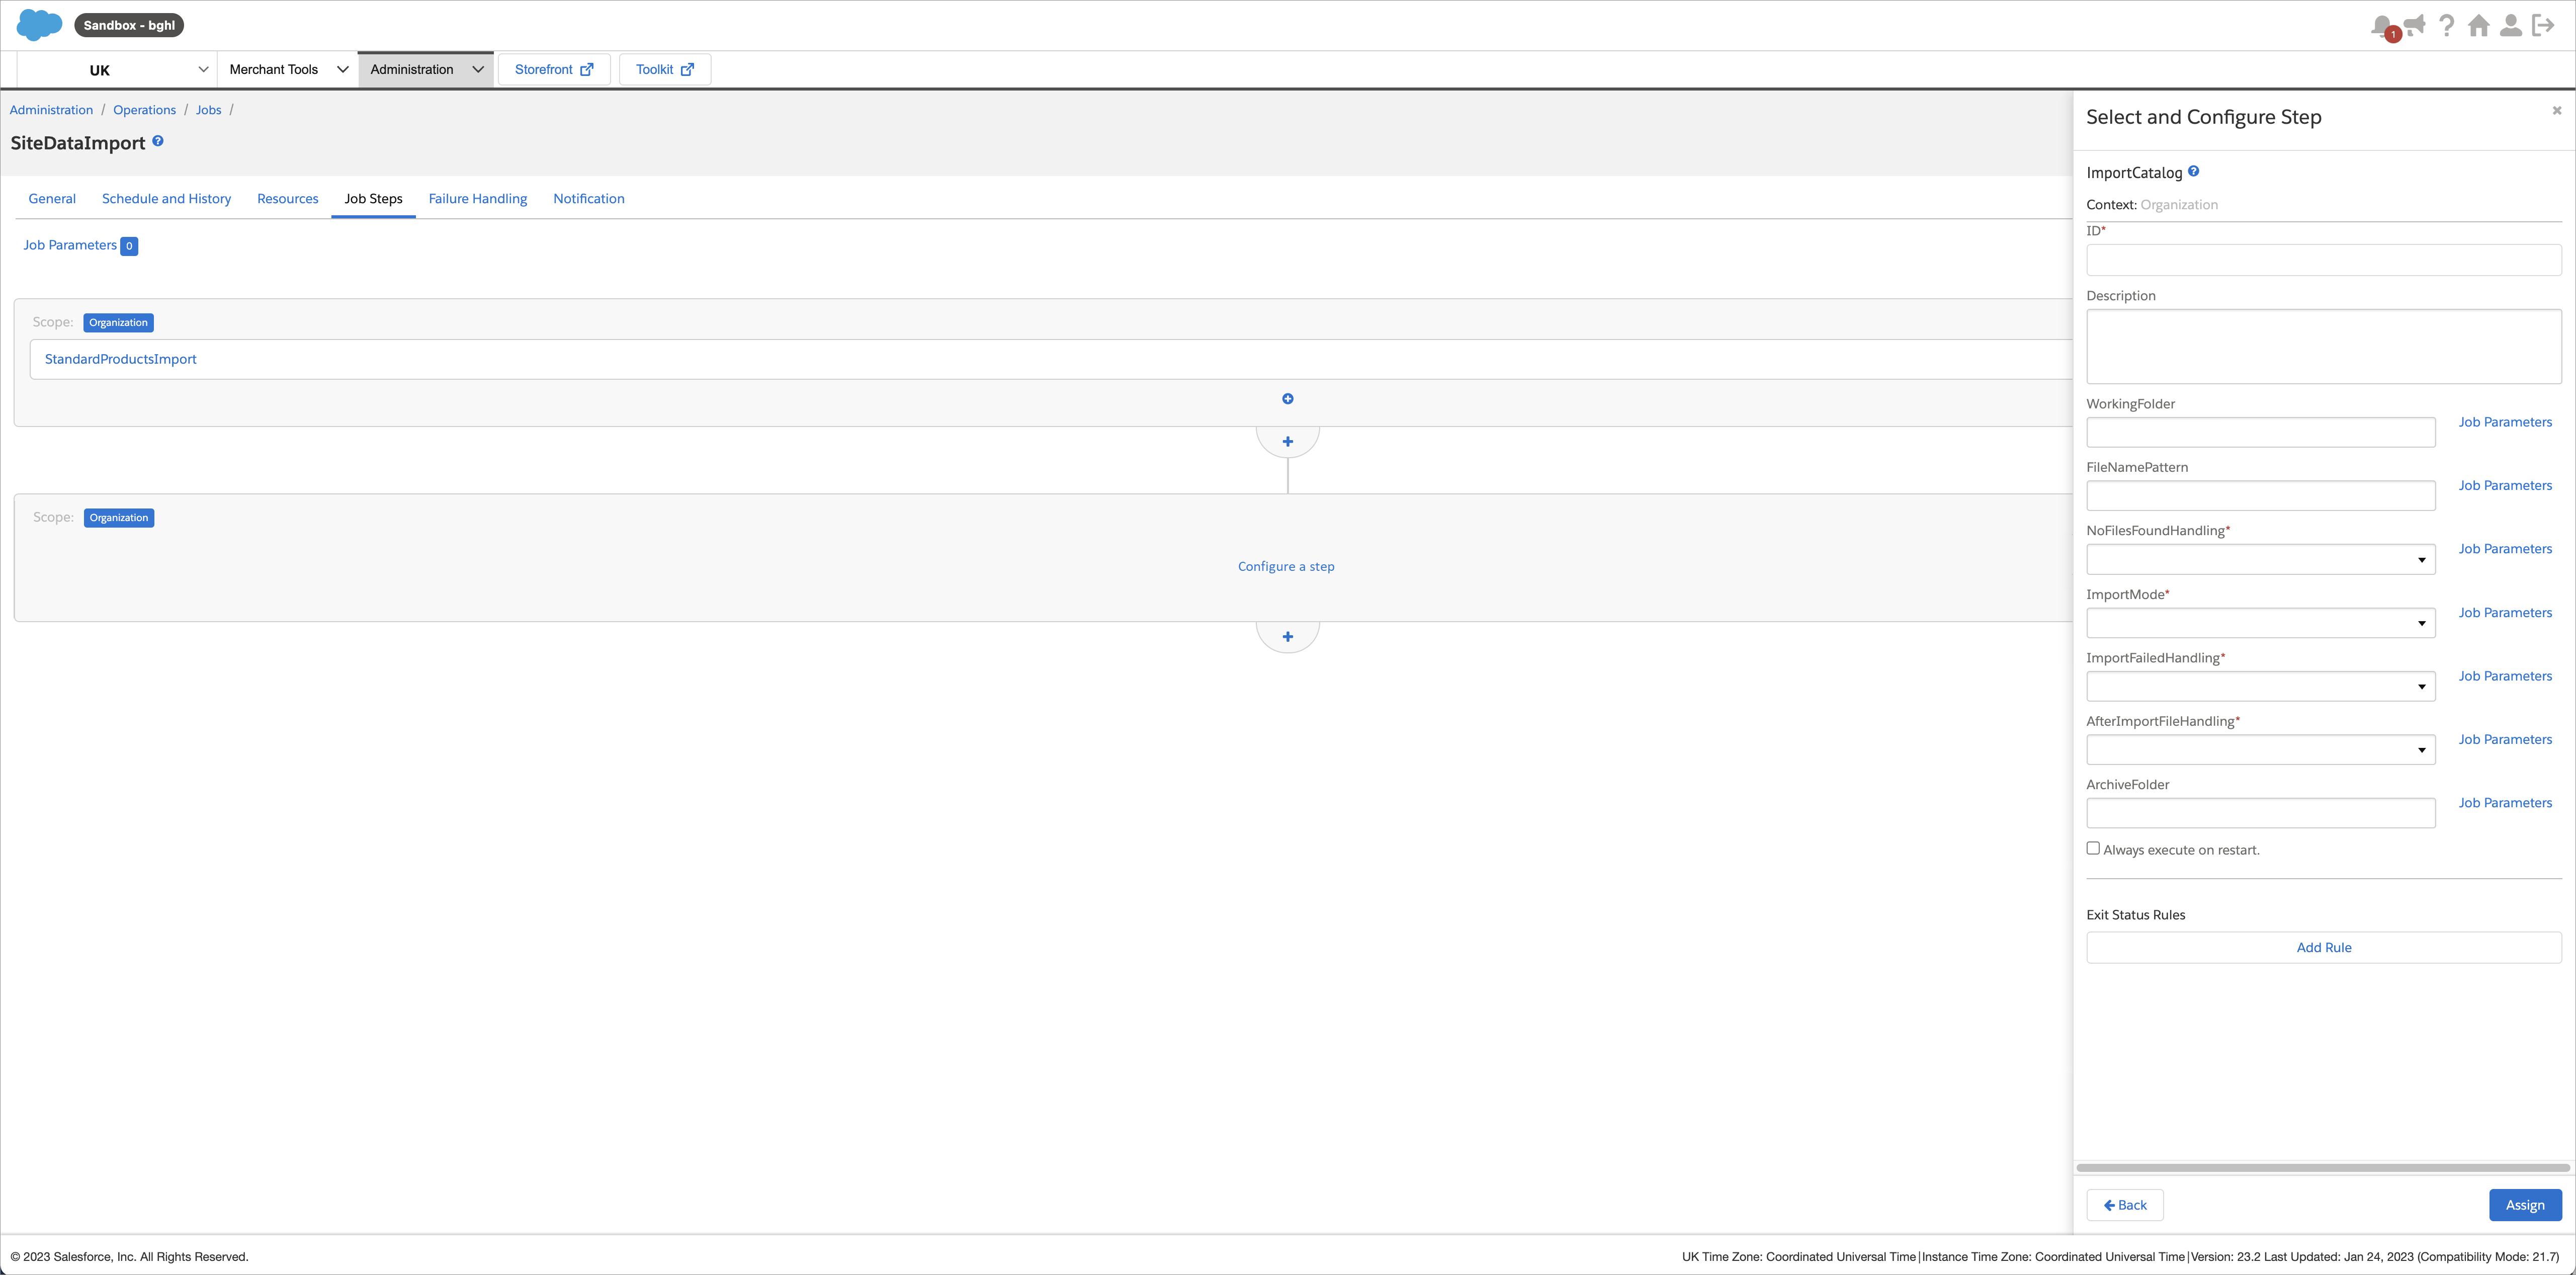 Sandbox - bghl
1
UK
Merchant Tools
Administration
Storefront
Toolkit
Administration / Operations / Jobs /
SiteDataImport
General
Schedule and History
Resources
Job Steps
Failure Handling
Notification
Job Parameters 0
Scope: Organization
StandardProductsImport
Scope: Organization
Configure a step
Select and Configure Step
ImportCatalog
Context: Organization
ID*
Description
WorkingFolder
Job Parameters
FileNamePattern
Job Parameters
NoFilesFoundHandling*
Job Parameters
ImportMode*
Job Parameters
ImportFailedHandling*
Job Parameters
AfterImportFileHandling*
Job Parameters
ArchiveFolder
Job Parameters
Always execute on restart.
Exit Status Rules
Add Rule
Back
Assign
© 2023 Salesforce, Inc. All Rights Reserved.
UK Time Zone: Coordinated Universal Time | Instance Time Zone: Coordinated Universal Time | Version: 23.2 Last Updated: Jan 24, 2023 (Compatibility Mode: 21.7)